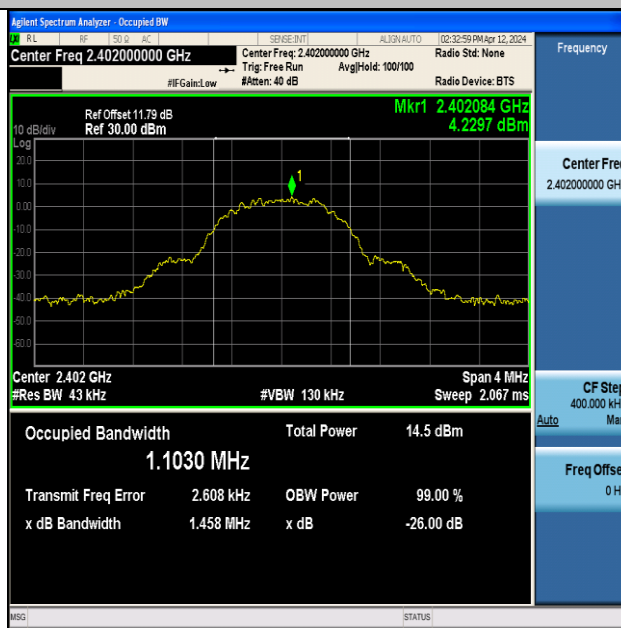 Agilent Spectrum Analyzer - Occupied BW
RL RF 50 Ω AC SENSE:INT ALIGN AUTO 02:32:59 PM Apr 12, 2024
Center Freq 2.402000000 GHz
Center Freq: 2.402000000 GHz Radio Std: None
Trig: Free Run Avg|Hold: 100/100
#IFGain:Low #Atten: 40 dB Radio Device: BTS
Frequency
Ref Offset 11.79 dB Mkr1 2.402084 GHz
10 dB/div Ref 30.00 dBm 4.2297 dBm
Log
20.0
1
10.0
0.00
-10.0
-20.0
-30.0
-40.0
-50.0
-60.0
Center 2.402 GHz Span 4 MHz
#Res BW 43 kHz #VBW 130 kHz Sweep 2.067 ms
Occupied Bandwidth Total Power 14.5 dBm
1.1030 MHz
Transmit Freq Error 2.608 kHz OBW Power 99.00 %
x dB Bandwidth 1.458 MHz x dB -26.00 dB
Center Fre
2.402000000 GH
CF Step
400.000 kH
Auto Ma
Freq Offse
0 H
MSG STATUS